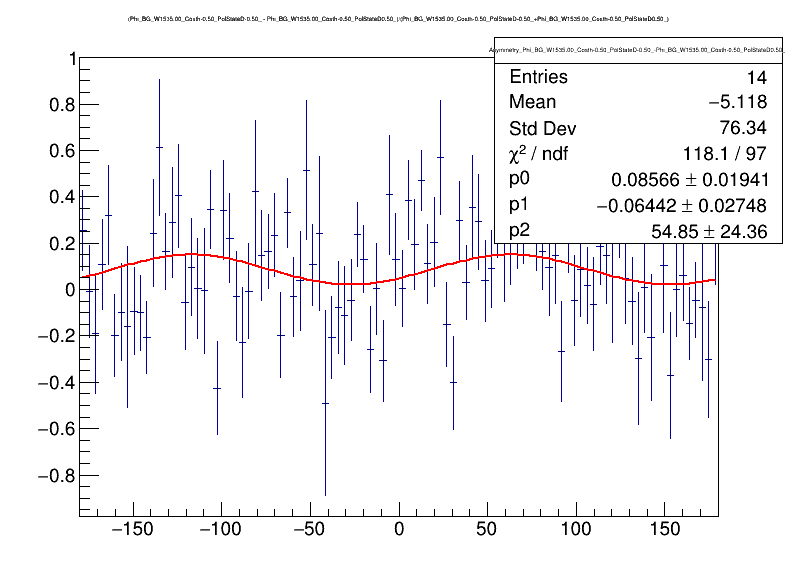 (Phi_BG_W1535.00_Costh-0.50_PolStateD-0.50_ - Phi_BG_W1535.00_Costh-0.50_PolStateD0.50_)/(Phi_BG_W1535.00_Costh-0.50_PolStateD-0.50_+Phi_BG_W1535.00_Costh-0.50_PolStateD0.50_)
Asymmetry_Phi_BG_W1535.00_Costh-0.50_PolStateD-0.50_-Phi_BG_W1535.00_Costh-0.50_PolStateD0.50_
Entries 14
Mean −5.118
Std Dev 76.34
χ² / ndf 118.1 / 97
p0 0.08566 ± 0.01941
p1 −0.06442 ± 0.02748
p2 54.85 ± 24.36
1
0.8
0.6
0.4
0.2
0
−0.2
−0.4
−0.6
−0.8
−150 −100 −50 0 50 100 150